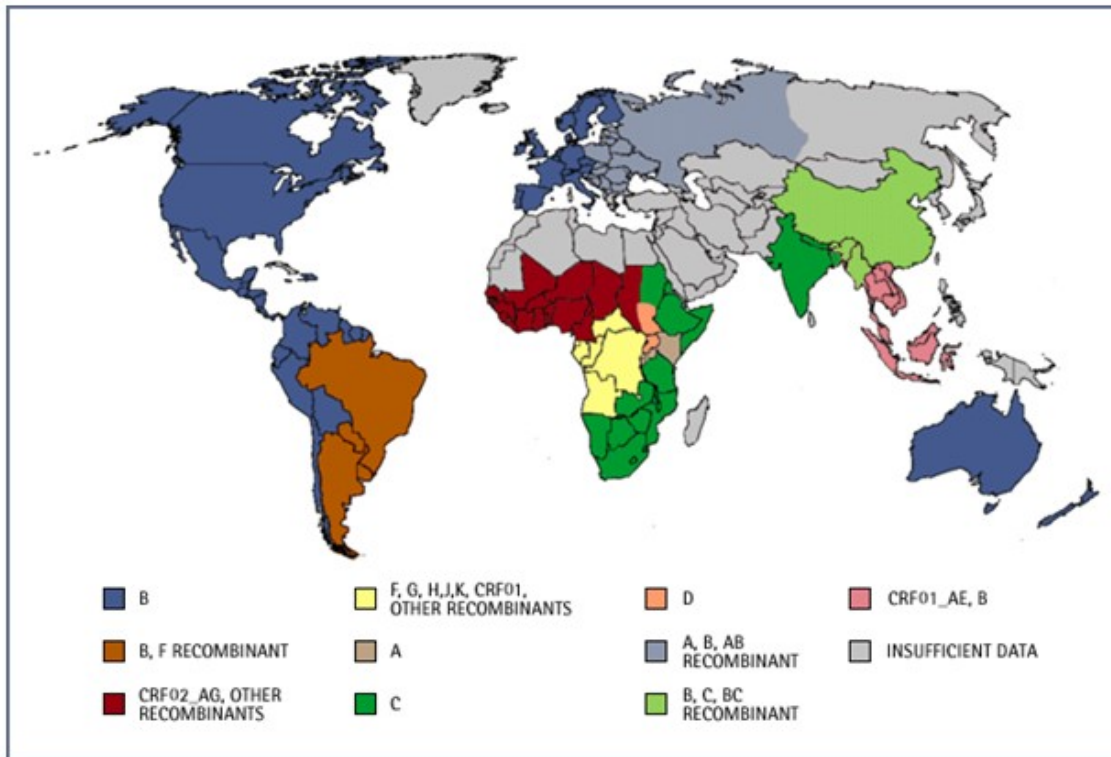 B
B, F RECOMBINANT
CRF02_AG, OTHER
RECOMBINANTS
F, G, H,J,K, CRF01,
OTHER RECOMBINANTS
A
C
D
A, B, AB
RECOMBINANT
B, C, BC
RECOMBINANT
CRF01_AE, B
INSUFFICIENT DATA